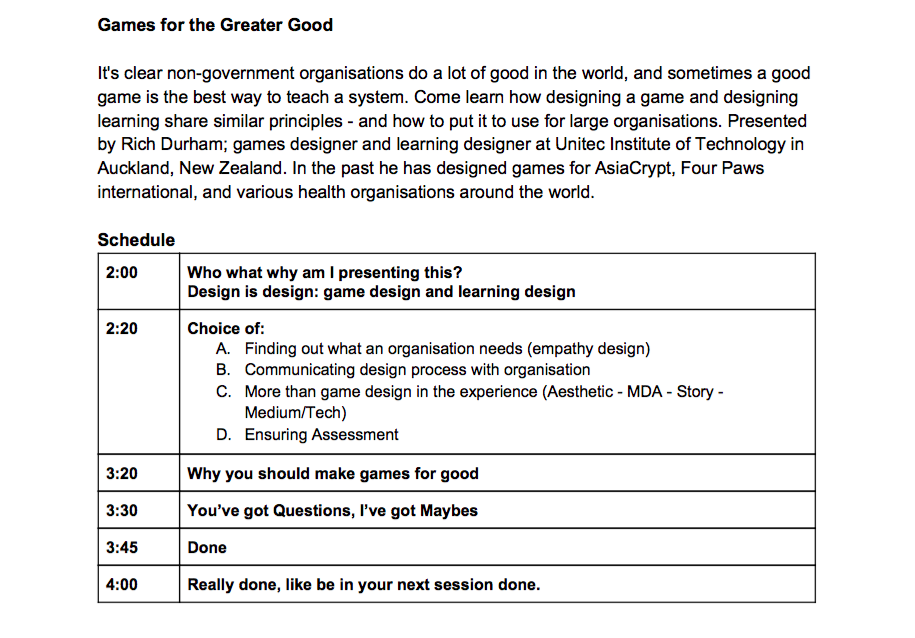 Games for the Greater Good
It's clear non-government organisations do a lot of good in the world, and sometimes a good
game is the best way to teach a system. Come learn how designing a game and designing
learning share similar principles - and how to put it to use for large organisations. Presented
by Rich Durham; games designer and learning designer at Unitec Institute of Technology in
Auckland, New Zealand. In the past he has designed games for AsiaCrypt, Four Paws
international, and various health organisations around the world.
Schedule
2:00 Who what why am I presenting this?
Design is design: game design and learning design
2:20 Choice of:
A. Finding out what an organisation needs (empathy design)
B. Communicating design process with organisation
C. More than game design in the experience (Aesthetic - MDA - Story -
Medium/Tech)
D. Ensuring Assessment
3:20 Why you should make games for good
3:30 You’ve got Questions, I’ve got Maybes
3:45 Done
4:00 Really done, like be in your next session done.